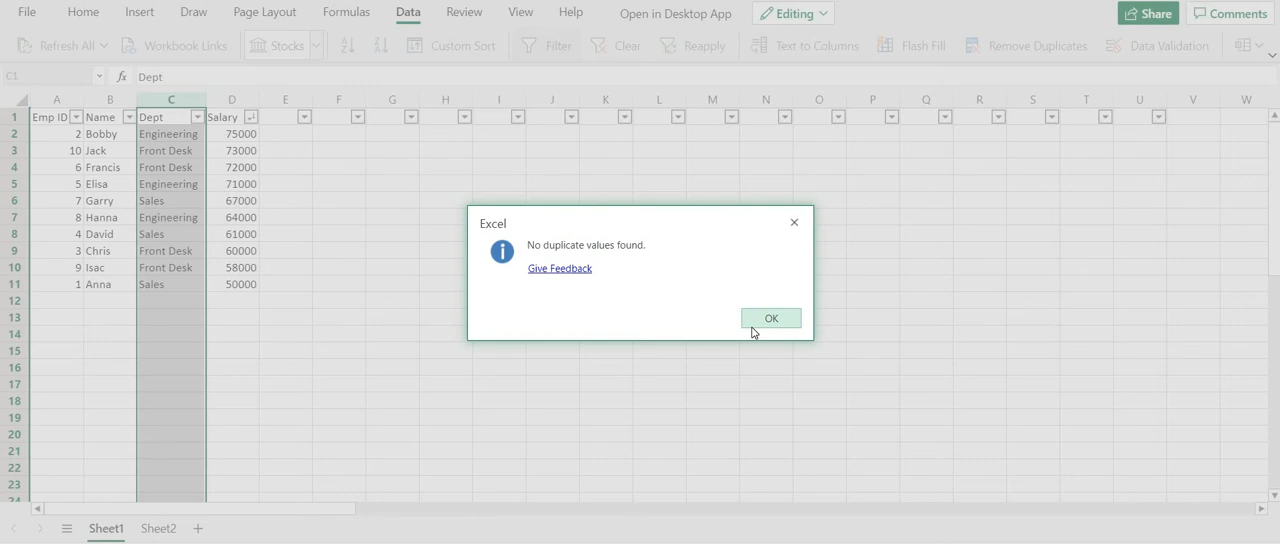 File Home Insert Draw Page Layout Formulas Data Review View Help Open in Desktop App Editing Share Comments
Refresh All Workbook Links Stocks Custom Sort Filter Clear Reapply Text to Columns Flash Fill Remove Duplicates Data Validation
C1 fx Dept
A B C D E F G H I J K L M N O P Q R S T U V W
1 Emp ID Name Dept Salary
2 2 Bobby Engineering 75000
3 10 Jack Front Desk 73000
4 6 Francis Front Desk 72000
5 5 Elisa Engineering 71000
6 7 Garry Sales 67000
7 8 Hanna Engineering 64000
8 4 David Sales 61000
9 3 Chris Front Desk 60000
10 9 Isac Front Desk 58000
11 1 Anna Sales 50000
12
13
14
15
16
17
18
19
20
21
22
23
24
Excel
No duplicate values found.
Give Feedback
OK
Sheet1 Sheet2